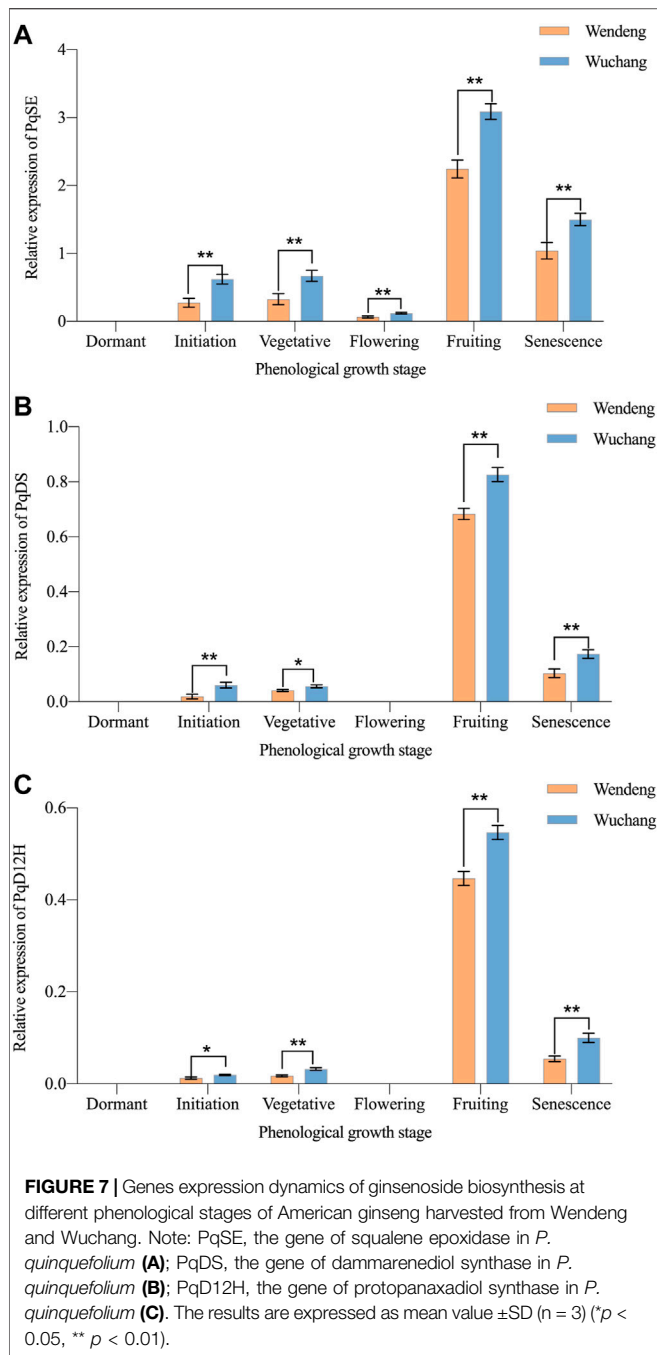 A
Wendeng
Wuchang
Relative expression of PqSE
4
3
2
1
0
**
**
**
**
**
Dormant Initiation Vegetative Flowering Fruiting Senescence
Phenological growth stage
B
Wendeng
Wuchang
Relative expression of PqDS
1.0
0.8
0.6
0.4
0.2
0.0
**
*
**
**
Dormant Initiation Vegetative Flowering Fruiting Senescence
Phenological growth stage
C
Wendeng
Wuchang
Relative expression of PqD12H
0.6
0.4
0.2
0.0
*
**
**
**
Dormant Initiation Vegetative Flowering Fruiting Senescence
Phenological growth stage
FIGURE 7 | Genes expression dynamics of ginsenoside biosynthesis at
different phenological stages of American ginseng harvested from Wendeng
and Wuchang. Note: PqSE, the gene of squalene epoxidase in P.
quinquefolium (A); PqDS, the gene of dammarenediol synthase in P.
quinquefolium (B); PqD12H, the gene of protopanaxadiol synthase in P.
quinquefolium (C). The results are expressed as mean value ±SD (n = 3) (*p <
0.05, ** p < 0.01).